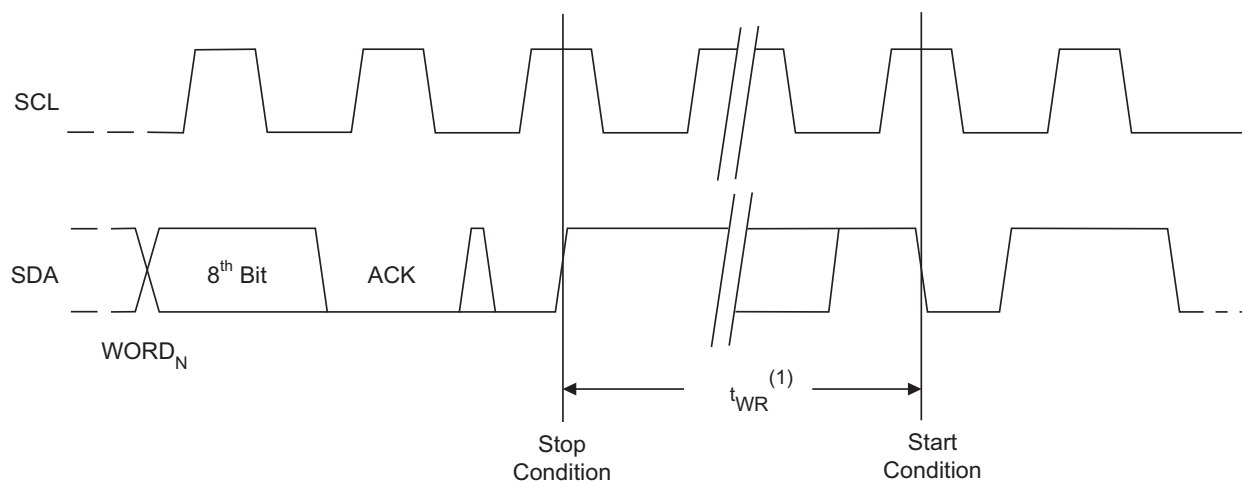 SCL
SDA
8th Bit
ACK
WORDN
tWR(1)
Stop
Condition
Start
Condition